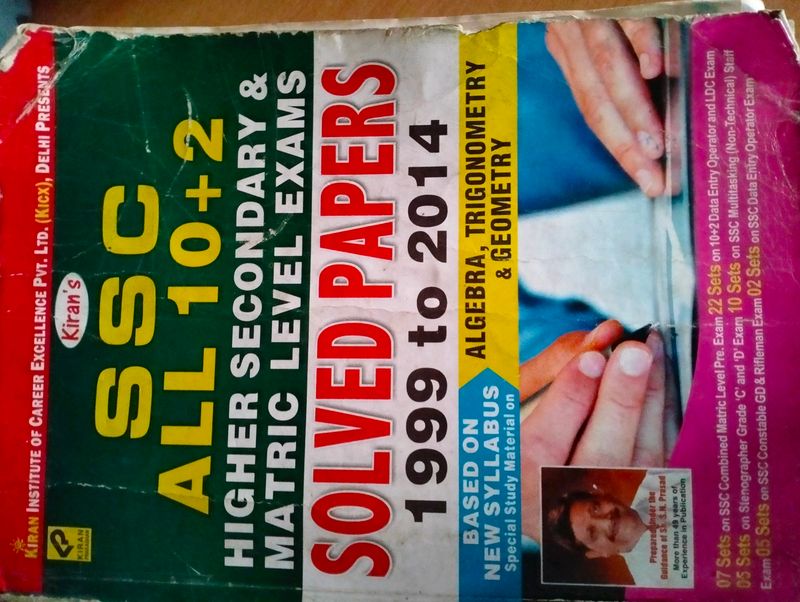 KIRAN INSTITUTE OF CAREER EXCELLENCE PVT. LTD. (KICX), DELHI PRESENTS
Kiran's
SSC
ALL 10+2
HIGHER SECONDARY &
MATRIC LEVEL EXAMS
SOLVED PAPERS
1999 to 2014
BASED ON
NEW SYLLABUS
Special Study Material on
ALGEBRA, TRIGONOMETRY
& GEOMETRY
KIRAN
Prepared Under the
Guidance of Sh. S.N. Prasad
More than 49 years of
Experience in Publication
07 Sets on SSC Combined Matric Level Pre. Exam 22 Sets on 10+2 Data Entry Operator and LDC Exam
05 Sets on Stenographer Grade 'C' and 'D' Exam 10 Sets on SSC Multitasking (Non-Technical) Staff
Exam 05 Sets on SSC Constable GD & Rifleman Exam 02 Sets on SSC Data Entry Operator Exam